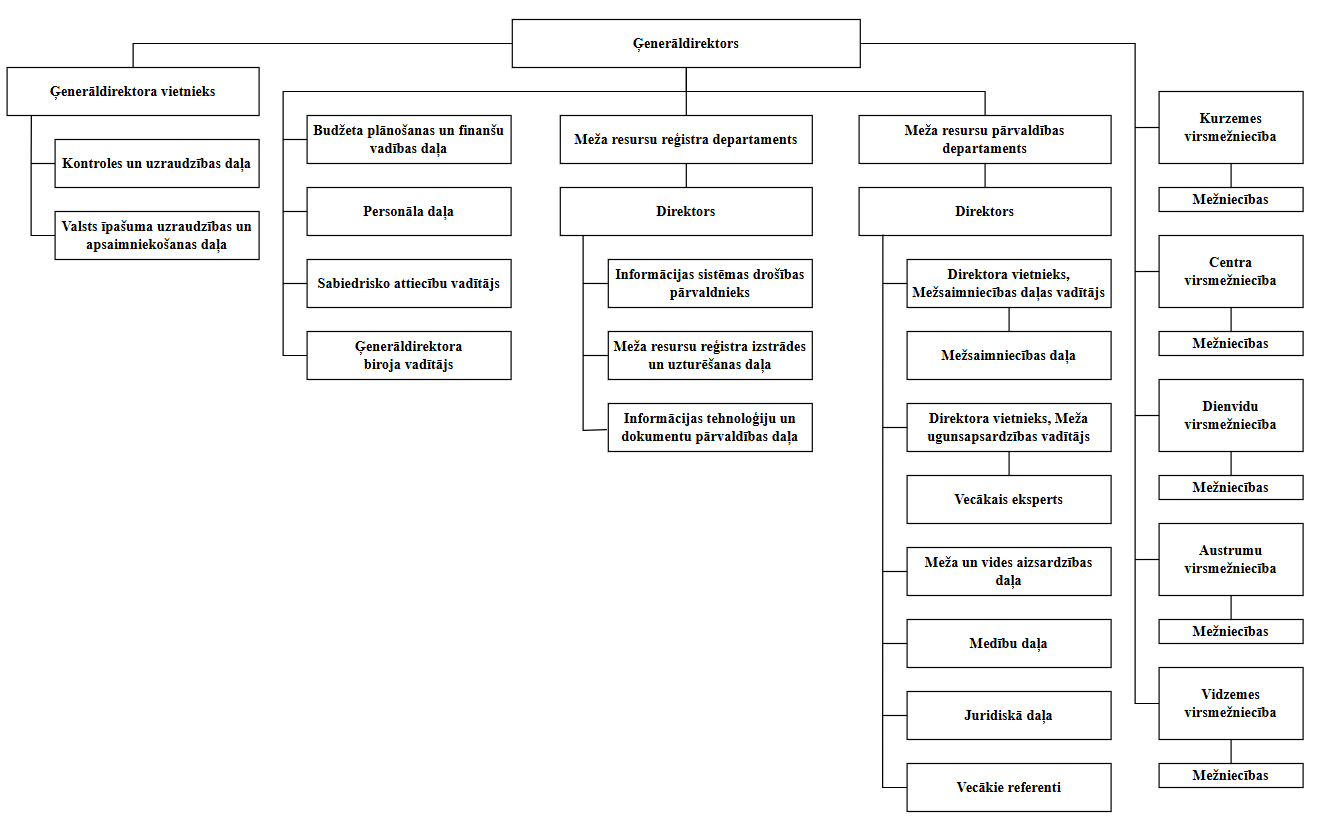 Ģenerāldirektors
Ģenerāldirektora vietnieks
Kontroles un uzraudzības daļa
Valsts īpašuma uzraudzības un
apsaimniekošanas daļa
Budžeta plānošanas un finanšu
vadības daļa
Personāla daļa
Sabiedrisko attiecību vadītājs
Ģenerāldirektora
biroja vadītājs
Meža resursu reģistra departaments
Direktors
Informācijas sistēmas drošības
pārvaldnieks
Meža resursu reģistra izstrādes
un uzturēšanas daļa
Informācijas tehnoloģiju un
dokumentu pārvaldības daļa
Meža resursu pārvaldības
departaments
Direktors
Direktora vietnieks,
Mežsaimniecības daļas vadītājs
Mežsaimniecības daļa
Direktora vietnieks, Meža
ugunsapsardzības vadītājs
Vecākais eksperts
Meža un vides aizsardzības
daļa
Medību daļa
Juridiskā daļa
Vecākie referenti
Kurzemes
virsmežniecība
Mežniecības
Centra
virsmežniecība
Mežniecības
Dienvidu
virsmežniecība
Mežniecības
Austrumu
virsmežniecība
Mežniecības
Vidzemes
virsmežniecība
Mežniecības